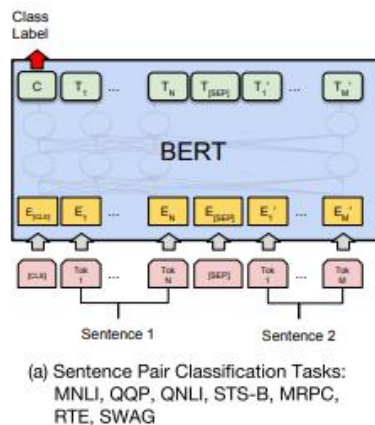 Class
Label
C T1 ... TN T[SEP] T1' ... TM'
BERT
E[CLS] E1 ... EN E[SEP] E1' ... EM'
[CLS] Tok 1 ... Tok N [SEP] Tok 1 ... Tok M
Sentence 1 Sentence 2
(a) Sentence Pair Classification Tasks:
MNLI, QQP, QNLI, STS-B, MRPC,
RTE, SWAG